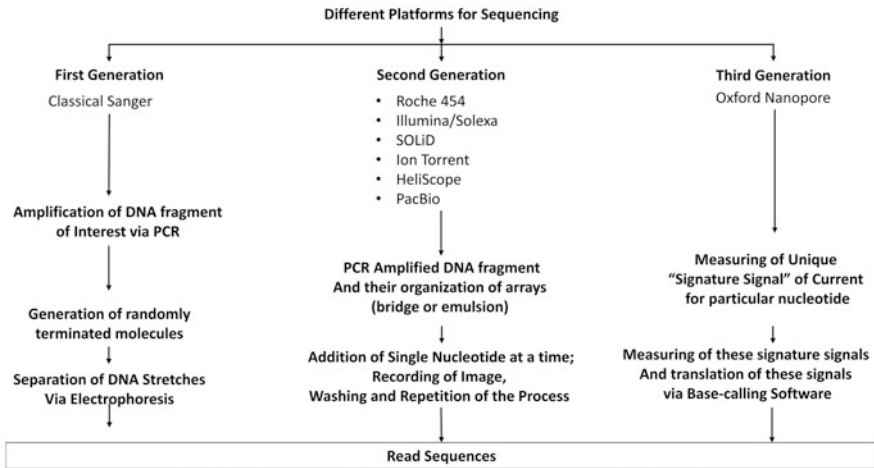 Different Platforms for Sequencing
First Generation
Classical Sanger
Amplification of DNA fragment
of Interest via PCR
Generation of randomly
terminated molecules
Separation of DNA Stretches
Via Electrophoresis
Second Generation
• Roche 454
• Illumina/Solexa
• SOLiD
• Ion Torrent
• HeliScope
• PacBio
PCR Amplified DNA fragment
And their organization of arrays
(bridge or emulsion)
Addition of Single Nucleotide at a time;
Recording of Image,
Washing and Repetition of the Process
Third Generation
Oxford Nanopore
Measuring of Unique
“Signature Signal” of Current
for particular nucleotide
Measuring of these signature signals
And translation of these signals
via Base-calling Software
Read Sequences